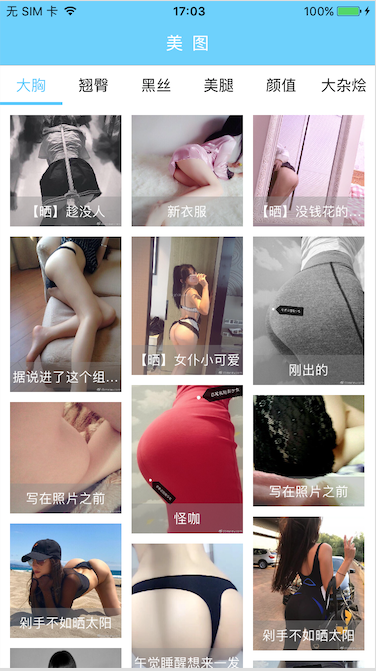 无 SIM 卡 17:03 100%
美 图
大胸 翘臀 黑丝 美腿 颜值 大杂烩
【晒】趁没人
新衣服
【晒】没钱花的...
据说进了这个组...
【晒】女仆小可爱
刚出的
写在照片之前
怪咖
写在照片之前
剁手不如晒太阳
午觉睡醒想来一发
剁手不如晒太阳